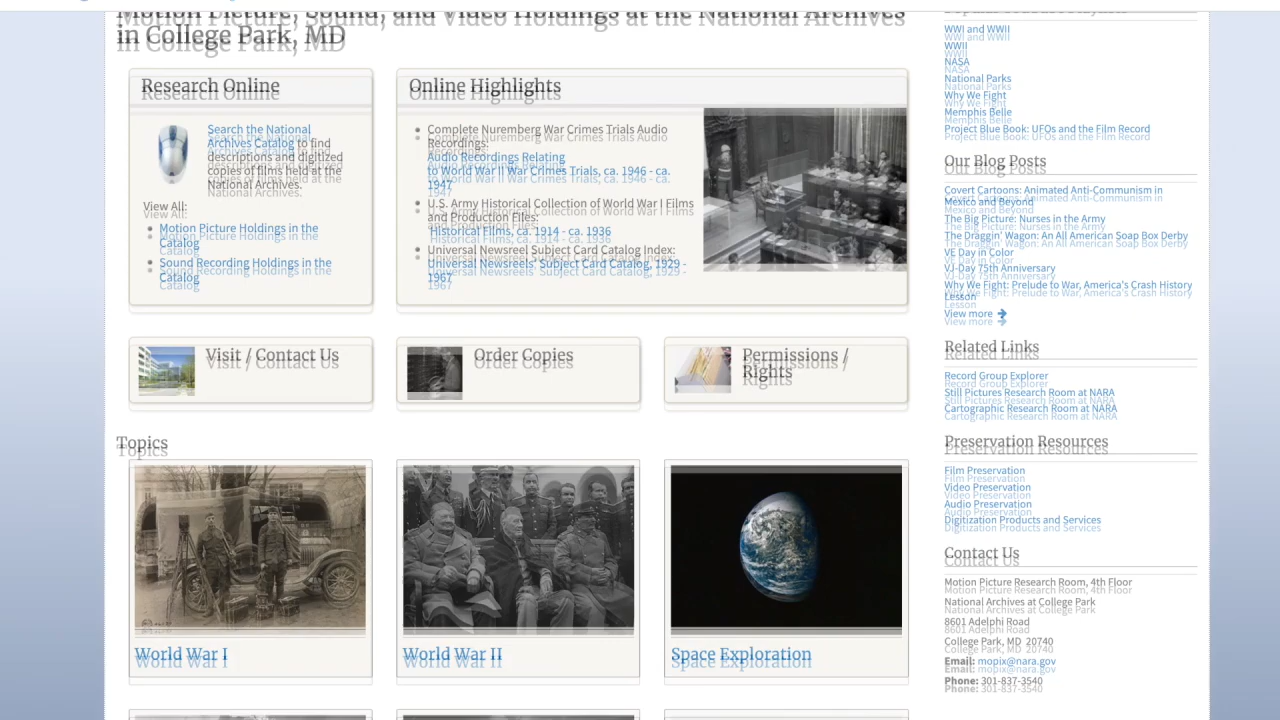 Motion Picture, Sound, and Video Holdings at the National Archives
in College Park, MD
Research Online
Search the National
Archives Catalog to find
descriptions and digitized
copies of films held at the
National Archives.
View All:
Motion Picture Holdings in the
Catalog
Sound Recording Holdings in the
Catalog
Online Highlights
Complete Nuremberg War Crimes Trials Audio
Recordings:
Audio Recordings Relating
to World War II War Crimes Trials, ca. 1946 - ca.
1947
U.S. Army Historical Collection of World War I Films
and Production Files:
Historical Films, ca. 1914 - ca. 1936
Universal Newsreel Subject Card Catalog Index:
Universal Newsreels' Subject Card Catalog, 1929 -
1967
Visit / Contact Us
Order Copies
Permissions /
Rights
Topics
World War I
World War II
Space Exploration
WWI and WWII
WWII
NASA
National Parks
Why We Fight
Memphis Belle
Project Blue Book: UFOs and the Film Record
Our Blog Posts
Covert Cartoons: Animated Anti-Communism in
Mexico and Beyond
The Big Picture: Nurses in the Army
The Draggin' Wagon: An All American Soap Box Derby
VE Day in Color
VJ-Day 75th Anniversary
Why We Fight: Prelude to War, America's Crash History
Lesson
View more
Related Links
Record Group Explorer
Still Pictures Research Room at NARA
Cartographic Research Room at NARA
Preservation Resources
Film Preservation
Video Preservation
Audio Preservation
Digitization Products and Services
Contact Us
Motion Picture Research Room, 4th Floor
National Archives at College Park
8601 Adelphi Road
College Park, MD 20740
Email: mopix@nara.gov
Phone: 301-837-3540